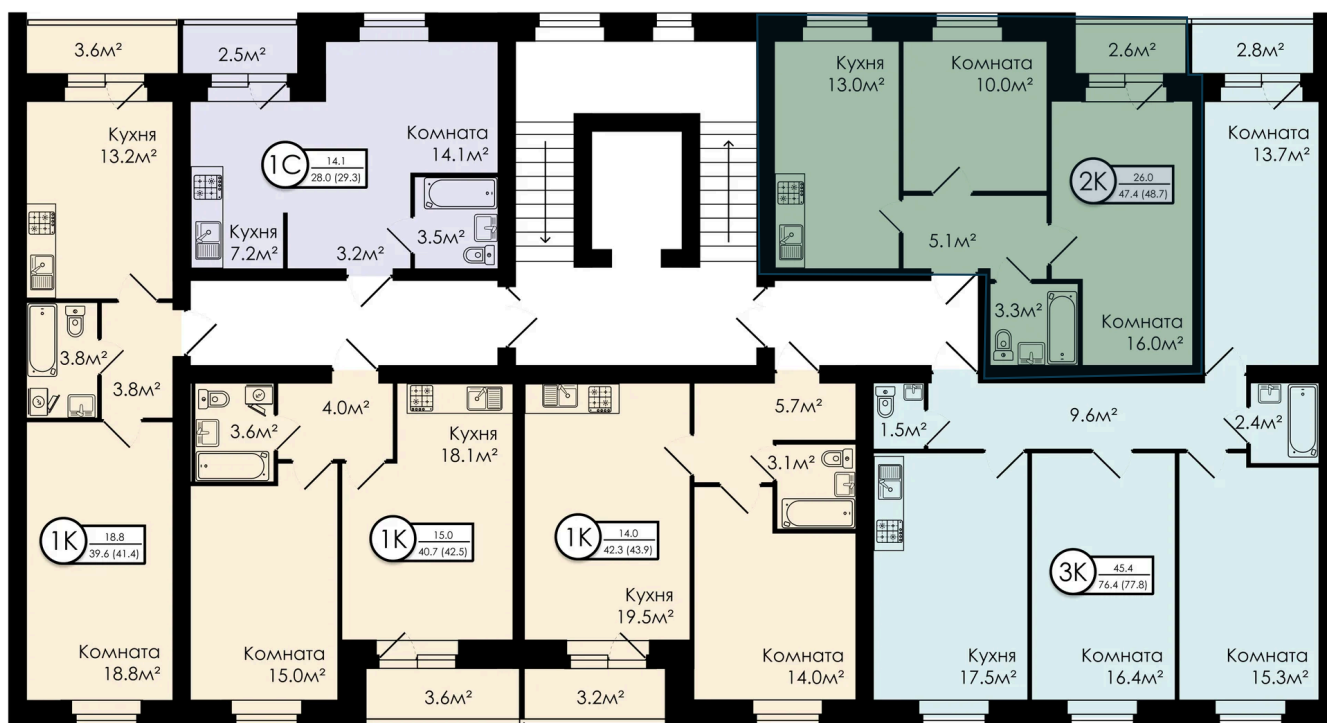 3.6м²
2.5м²
2.6м²
2.8м²
Кухня
13.2м²
Комната
14.1м²
1С
14.1
28.0 (29.3)
Кухня
7.2м²
3.2м²
3.5м²
Кухня
13.0м²
Комната
10.0м²
2К
26.0
47.4 (48.7)
5.1м²
3.3м²
Комната
16.0м²
Комната
13.7м²
3.8м²
3.8м²
1К
18.8
39.6 (41.4)
Комната
18.8м²
3.6м²
4.0м²
Кухня
18.1м²
1К
15.0
40.7 (42.5)
Комната
15.0м²
3.6м²
5.7м²
3.1м²
1К
14.0
42.3 (43.9)
Кухня
19.5м²
3.2м²
Комната
14.0м²
1.5м²
9.6м²
2.4м²
3К
45.4
76.4 (77.8)
Кухня
17.5м²
Комната
16.4м²
Комната
15.3м²